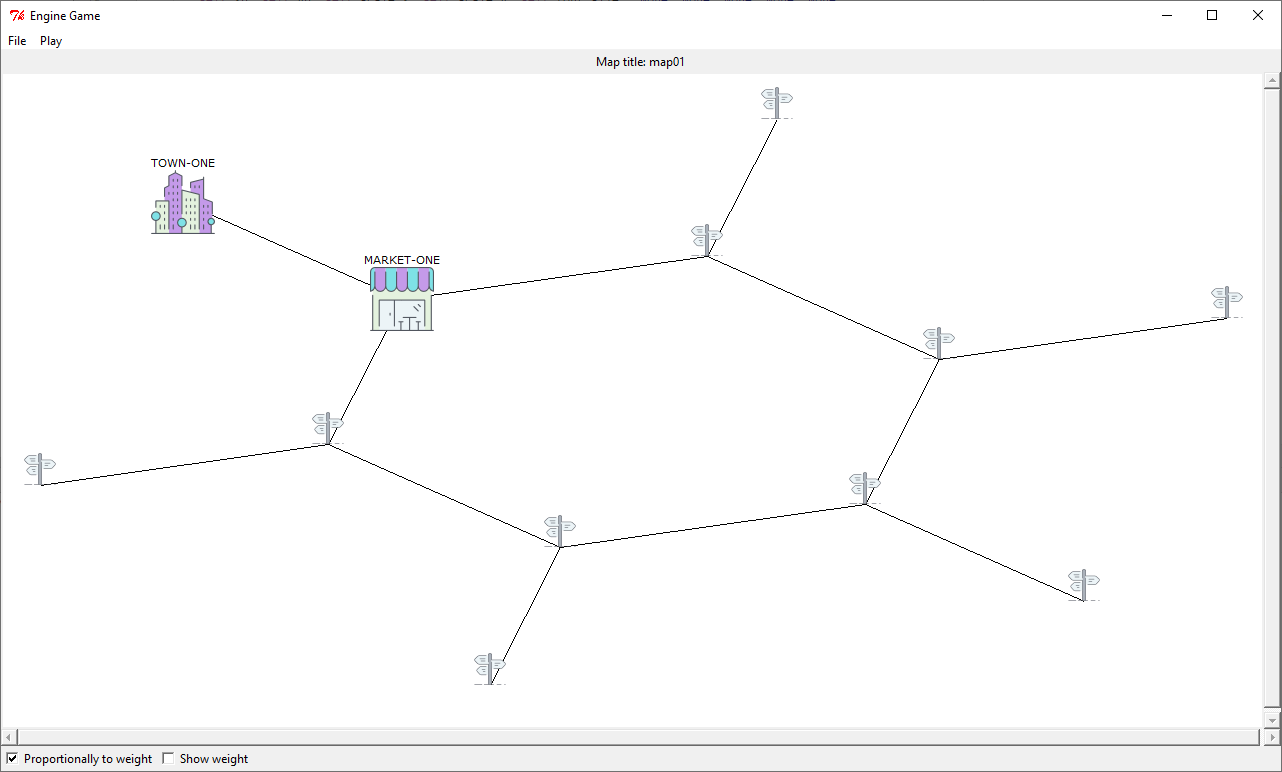 Engine Game
File Play
Map title: map01
TOWN-ONE
MARKET-ONE
Proportionally to weight Show weight